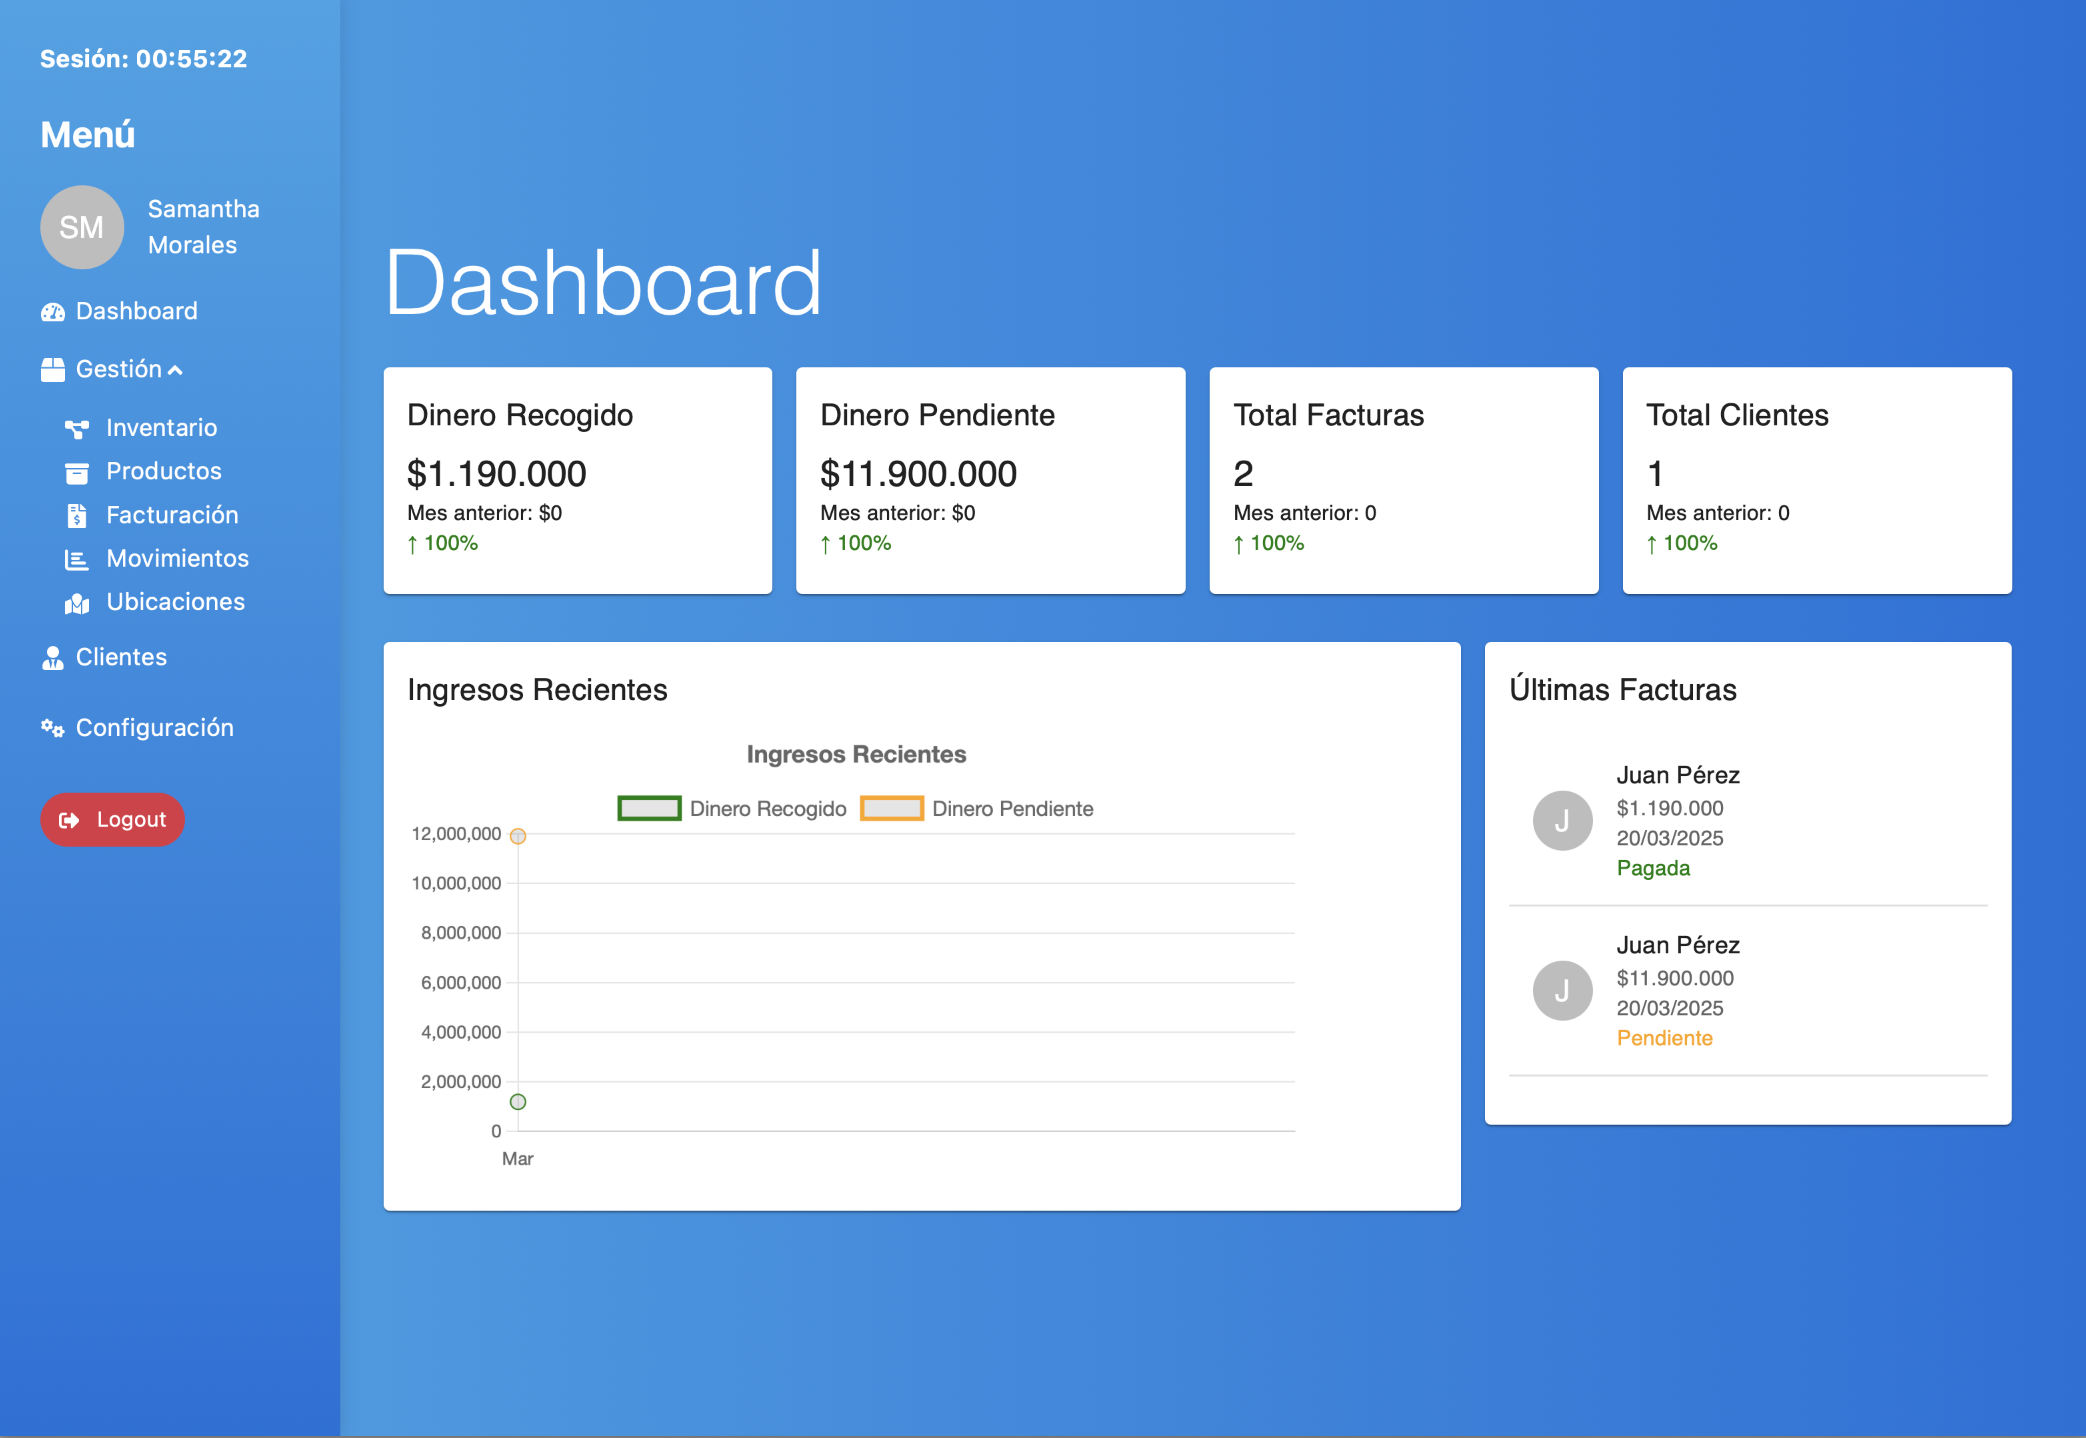 Sesión: 00:55:22
Menú
SM
Samantha
Morales
Dashboard
Gestión
Inventario
Productos
Facturación
Movimientos
Ubicaciones
Clientes
Configuración
Logout
Dashboard
Dinero Recogido
$1.190.000
Mes anterior: $0
↑ 100%
Dinero Pendiente
$11.900.000
Mes anterior: $0
↑ 100%
Total Facturas
2
Mes anterior: 0
↑ 100%
Total Clientes
1
Mes anterior: 0
↑ 100%
Ingresos Recientes
Ingresos Recientes
Dinero Recogido Dinero Pendiente
12,000,000
10,000,000
8,000,000
6,000,000
4,000,000
2,000,000
0
Mar
Últimas Facturas
J
Juan Pérez
$1.190.000
20/03/2025
Pagada
J
Juan Pérez
$11.900.000
20/03/2025
Pendiente